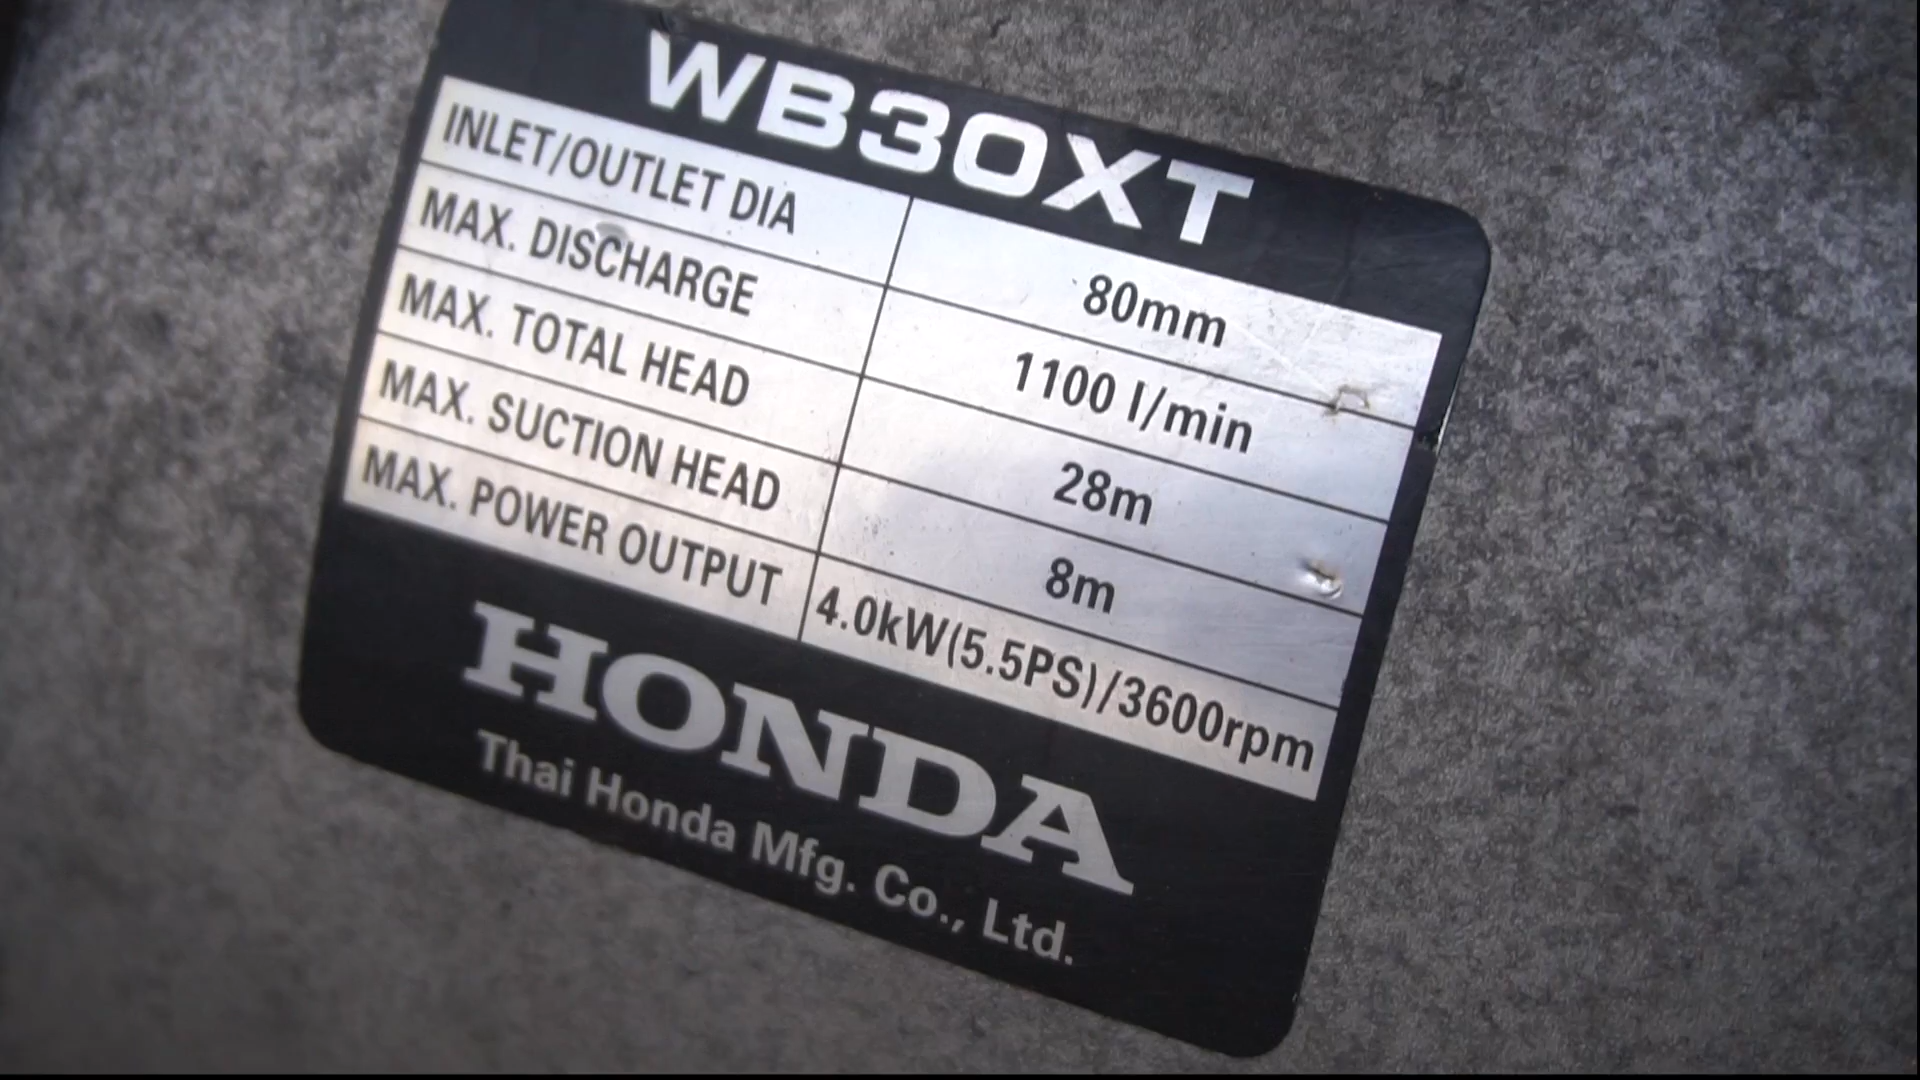 WB30XT
INLET/OUTLET DIA 80mm
MAX. DISCHARGE 1100 l/min
MAX. TOTAL HEAD 28m
MAX. SUCTION HEAD 8m
MAX. POWER OUTPUT 4.0kW(5.5PS)/3600rpm
HONDA
Thai Honda Mfg. Co., Ltd.